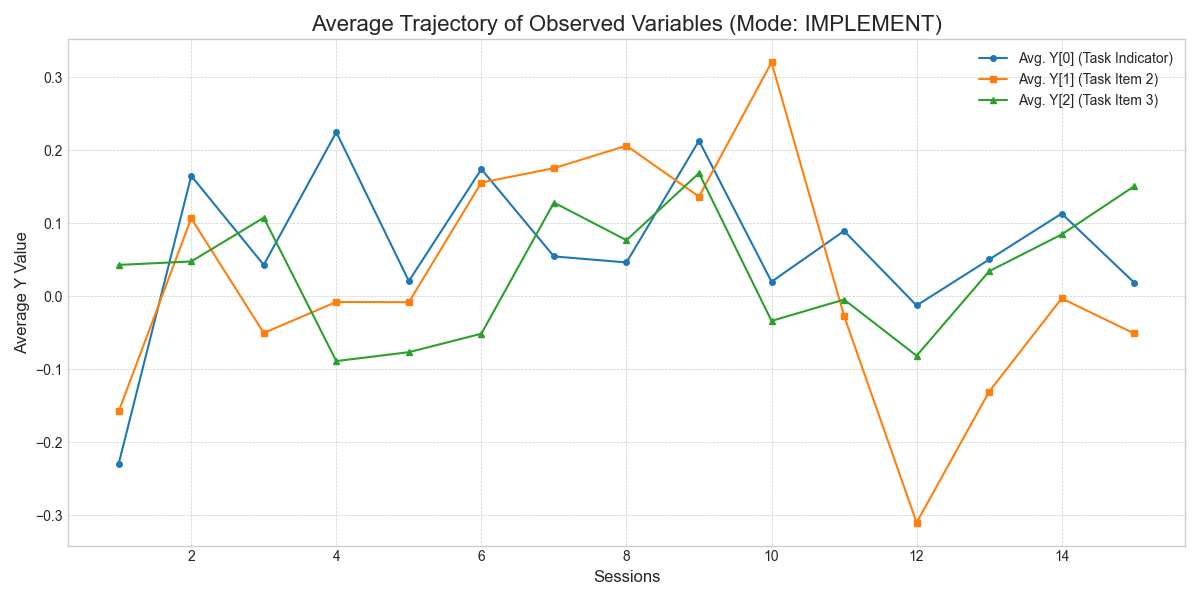 Average Trajectory of Observed Variables (Mode: IMPLEMENT)
Avg. Y[0] (Task Indicator)
Avg. Y[1] (Task Item 2)
Avg. Y[2] (Task Item 3)
Average Y Value
0.3
0.2
0.1
0.0
−0.1
−0.2
−0.3
2 4 6 8 10 12 14
Sessions